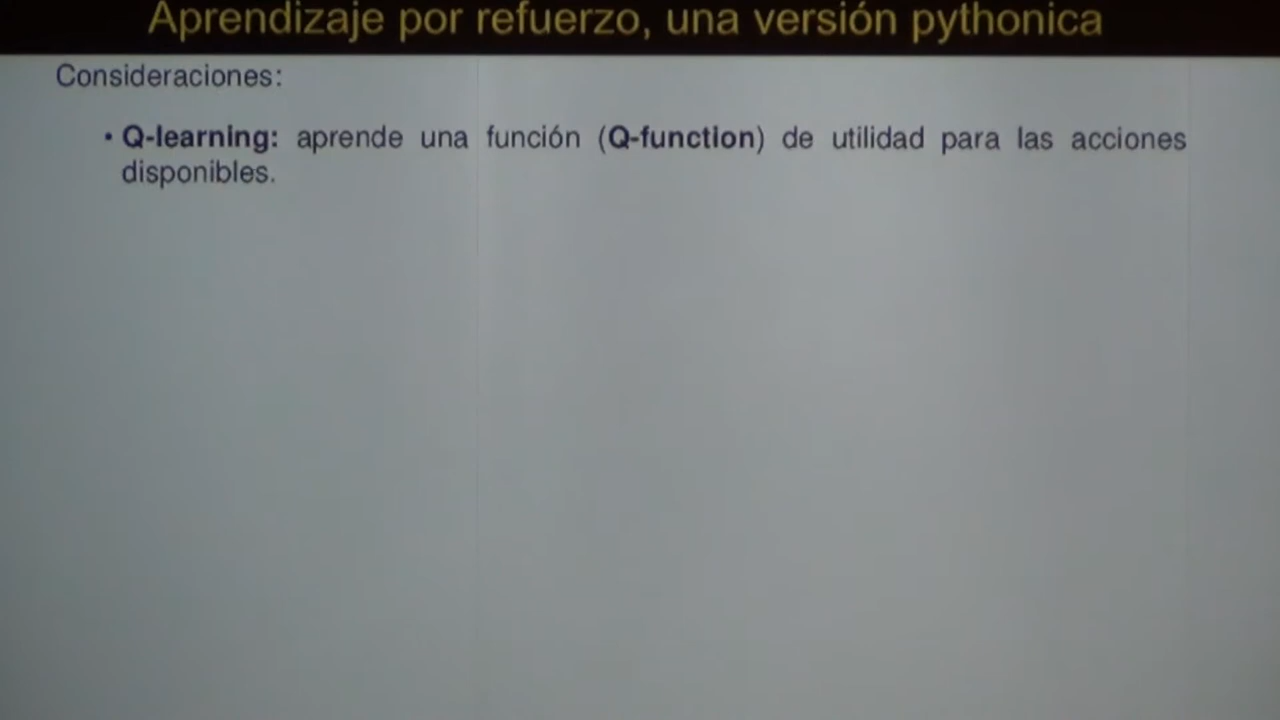 Aprendizaje por refuerzo, una versión pythonica
Consideraciones:
• Q-learning: aprende una función (Q-function) de utilidad para las acciones
disponibles.